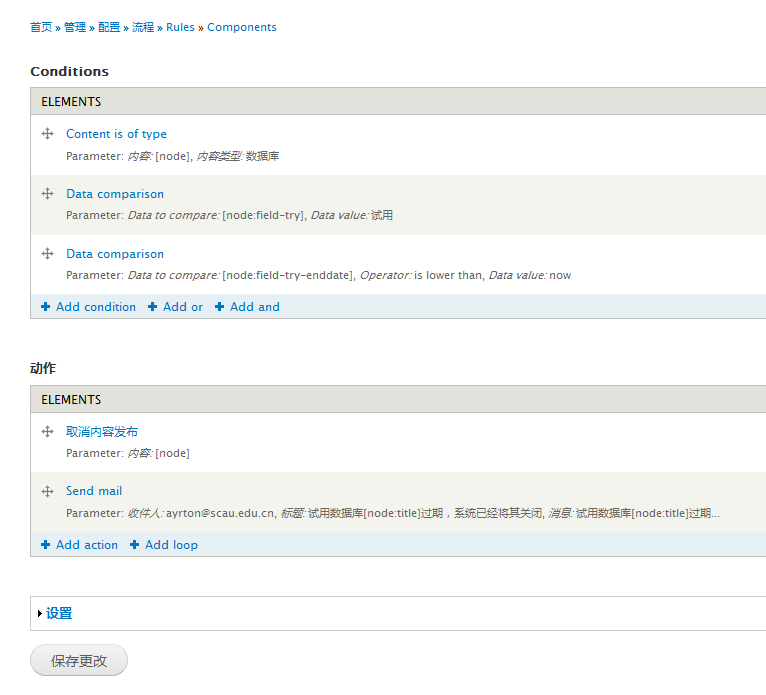 首页 » 管理 » 配置 » 流程 » Rules » Components
Conditions
ELEMENTS
Content is of type
Parameter: 内容: [node], 内容类型: 数据库
Data comparison
Parameter: Data to compare: [node:field-try], Data value: 试用
Data comparison
Parameter: Data to compare: [node:field-try-enddate], Operator: is lower than, Data value: now
Add condition Add or Add and
动作
ELEMENTS
取消内容发布
Parameter: 内容: [node]
Send mail
Parameter: 收件人: ayrton@scau.edu.cn, 标题: 试用数据库[node:title]过期，系统已经将其关闭, 消息: 试用数据库[node:title]过期...
Add action Add loop
设置
保存更改